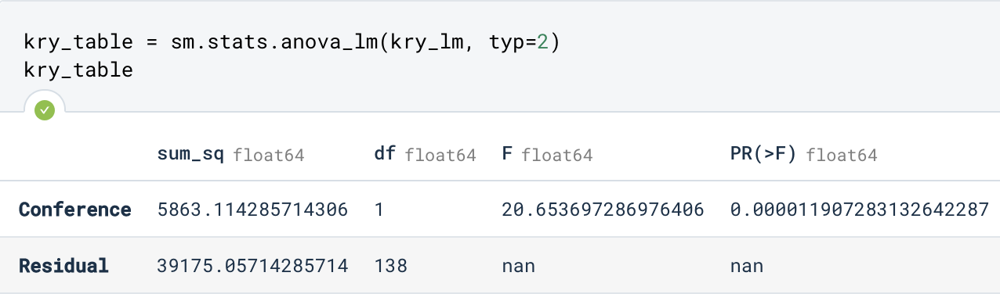 kry_table = sm.stats.anova_lm(kry_lm, typ=2)
kry_table
sum_sq float64 df float64 F float64 PR(>F) float64
Conference 5863.114285714306 1 20.653697286976406 0.000011907283132642287
Residual 39175.05714285714 138 nan nan